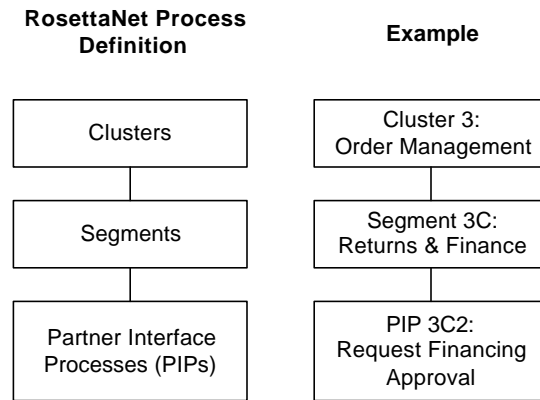 RosettaNet Process
Definition
Example
Clusters
Cluster 3:
Order Management
Segments
Segment 3C:
Returns & Finance
Partner Interface
Processes (PIPs)
PIP 3C2:
Request Financing
Approval